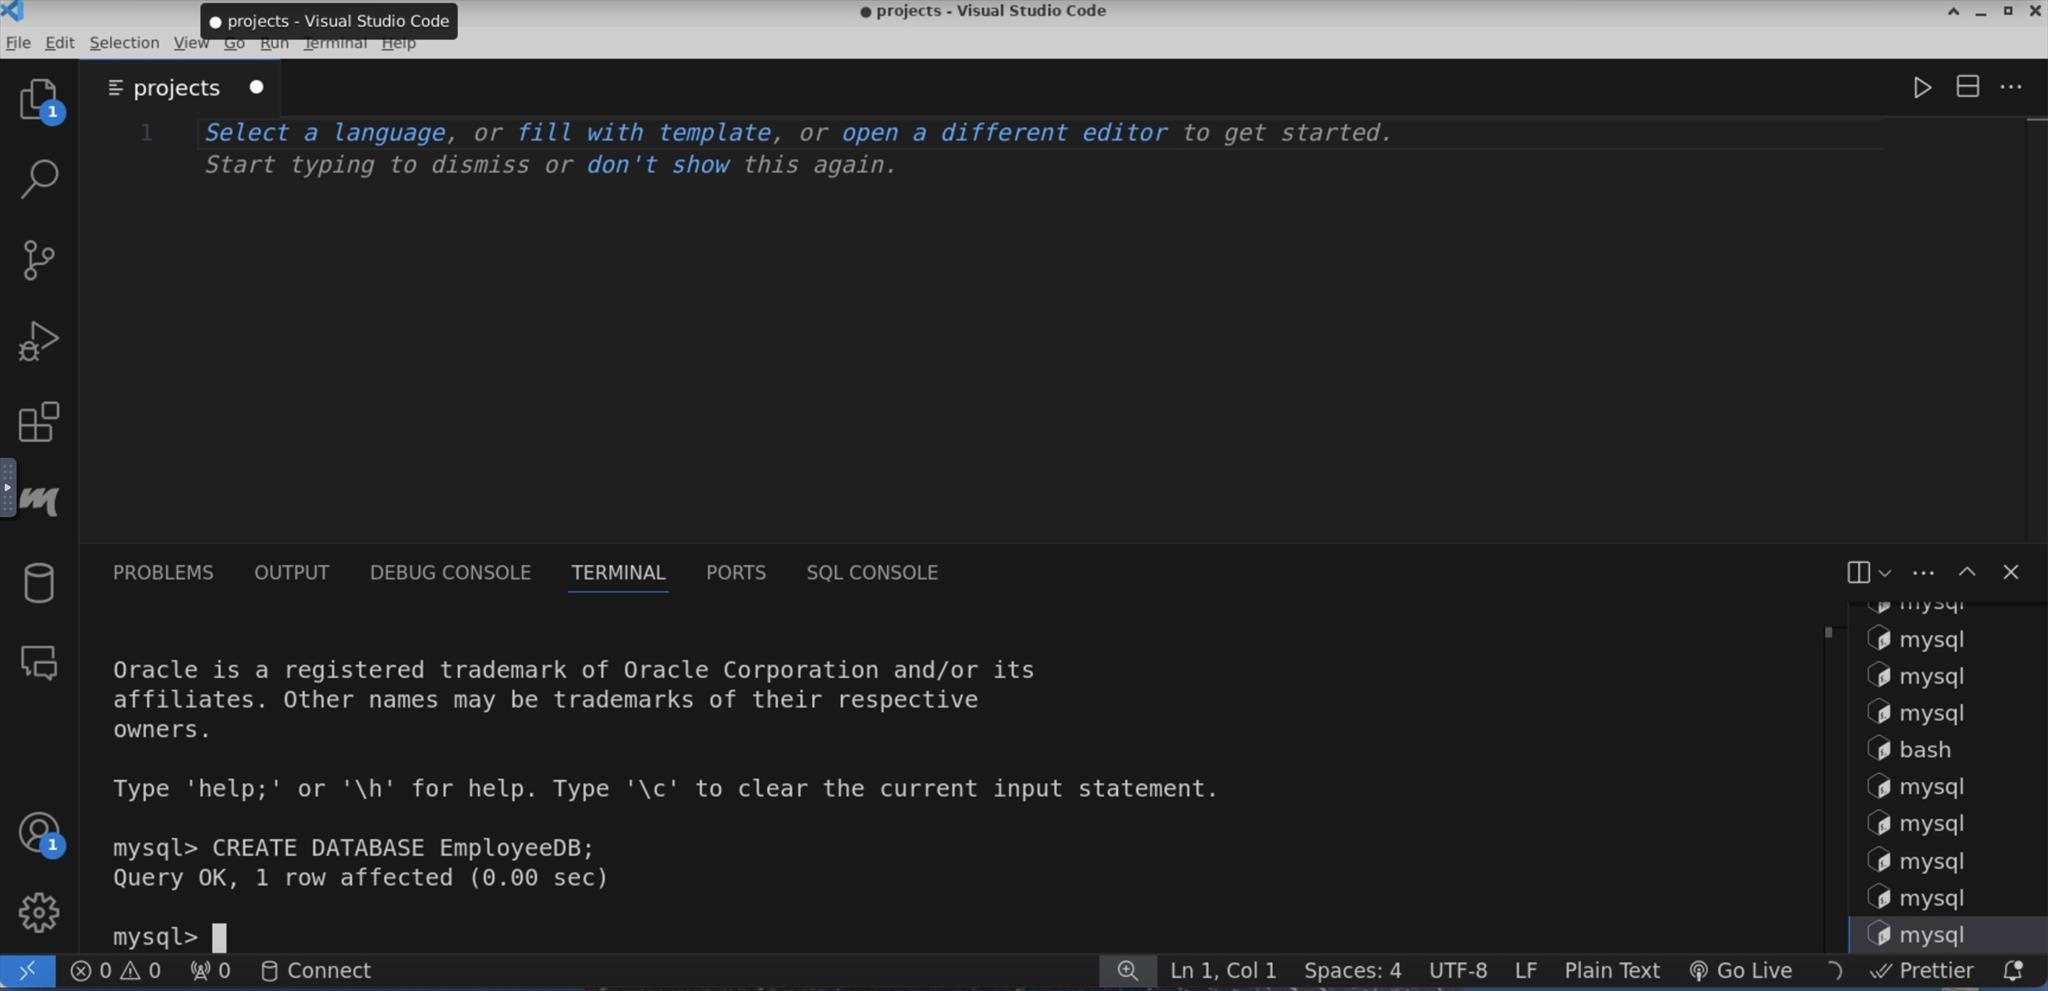 projects - Visual Studio Code
projects - Visual Studio Code
File Edit Selection View Go Run Terminal Help
projects
1 Select a language, or fill with template, or open a different editor to get started.
Start typing to dismiss or don't show this again.
1
PROBLEMS OUTPUT DEBUG CONSOLE TERMINAL PORTS SQL CONSOLE
Oracle is a registered trademark of Oracle Corporation and/or its
affiliates. Other names may be trademarks of their respective
owners.
Type 'help;' or '\h' for help. Type '\c' to clear the current input statement.
mysql> CREATE DATABASE EmployeeDB;
Query OK, 1 row affected (0.00 sec)
mysql>
mysql
mysql
mysql
mysql
bash
mysql
mysql
mysql
mysql
mysql
1
0 0 0 Connect Ln 1, Col 1 Spaces: 4 UTF-8 LF Plain Text Go Live Prettier